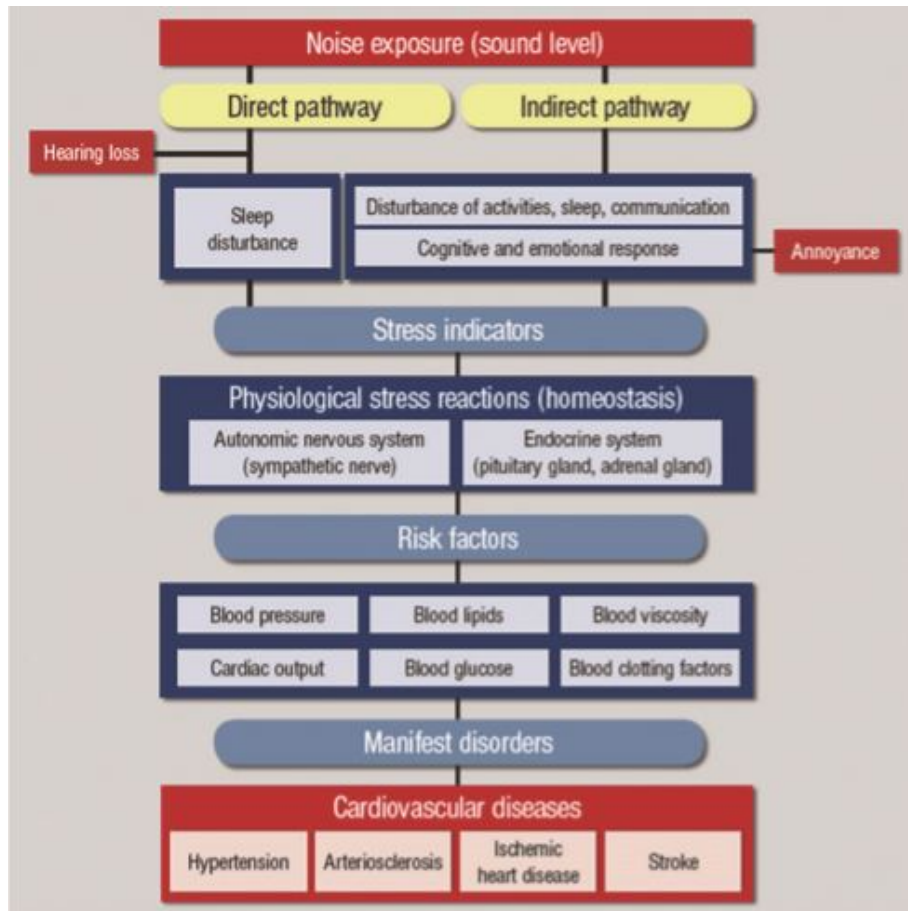 Noise exposure (sound level)
Direct pathway
Indirect pathway
Hearing loss
Sleep
disturbance
Disturbance of activities, sleep, communication
Cognitive and emotional response
Annoyance
Stress indicators
Physiological stress reactions (homeostasis)
Autonomic nervous system
(sympathetic nerve)
Endocrine system
(pituitary gland, adrenal gland)
Risk factors
Blood pressure
Blood lipids
Blood viscosity
Cardiac output
Blood glucose
Blood clotting factors
Manifest disorders
Cardiovascular diseases
Hypertension
Arteriosclerosis
Ischemic
heart disease
Stroke